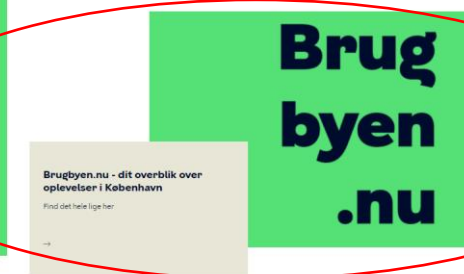 Brug
byen
.nu
Brugbyen.nu - dit overblik over
oplevelser i København
Find det hele lige her
→